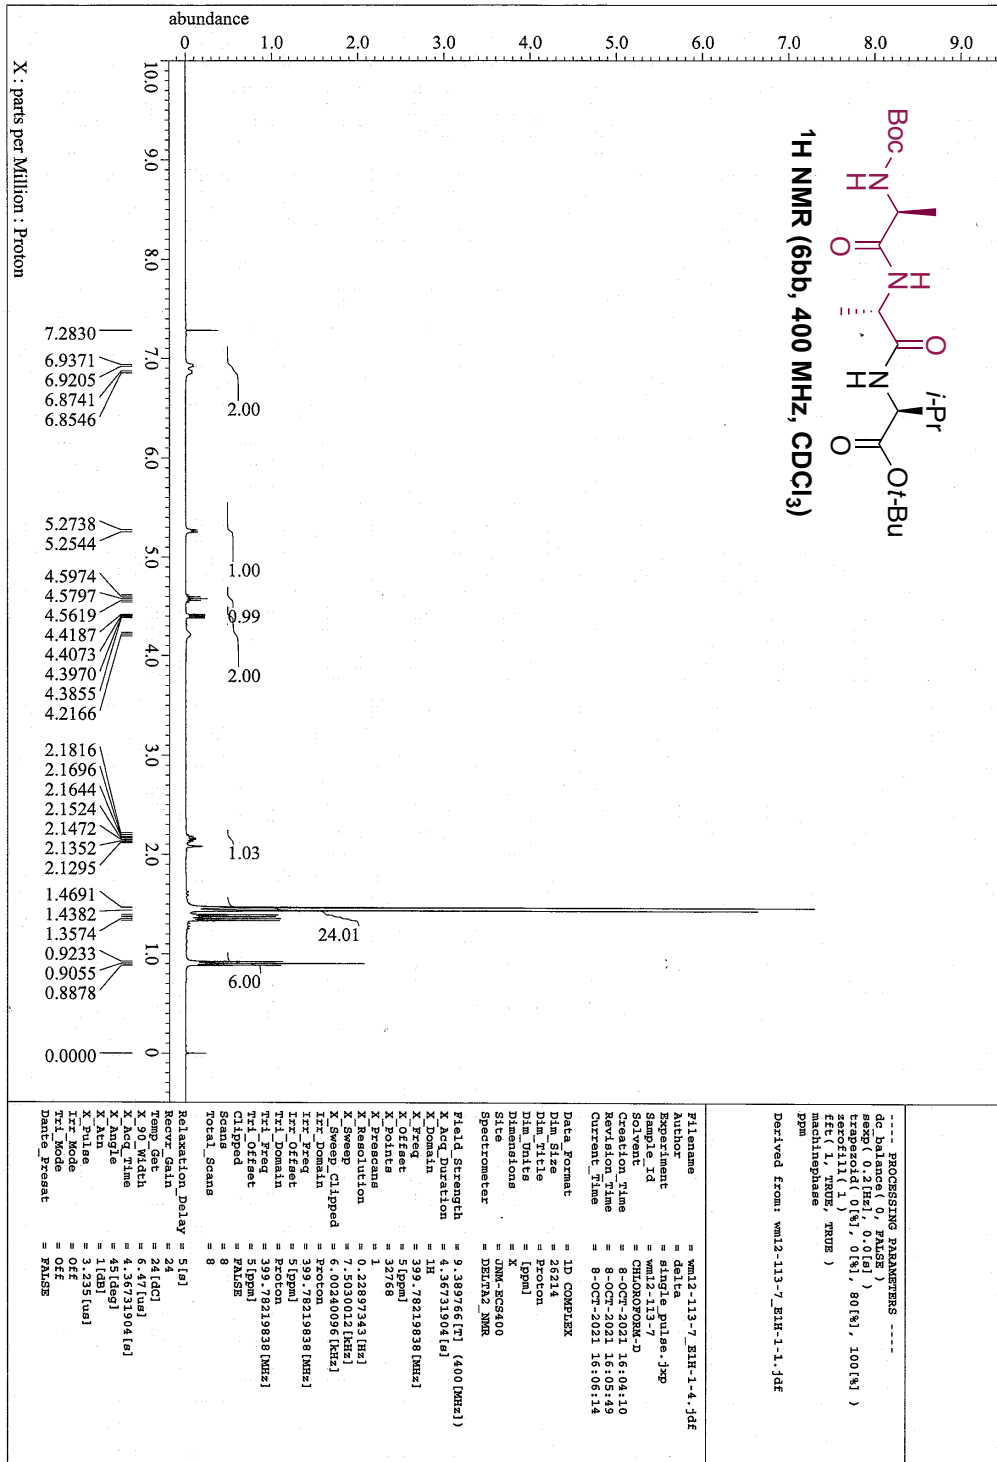 ---- PROCESSING PARAMETERS ----
dc_balance( 0, FALSE )
sexp( 0.2[Hz], 0.0[s] )
trapezoid( 0[%], 0[%], 80[%], 100[%] )
zerofill( 1 )
fft( 1, TRUE, TRUE )
machinephase
ppm
Derived from: wml2-113-7_E1H-1-1.jdf
Filename = wml2-113-7_E1H-1-4.jdf
Author = delta
Experiment = single_pulse.jxp
Sample_Id = wml2-113-7
Solvent = CHLOROFORM-D
Creation_Time = 8-OCT-2021 16:04:10
Revision_Time = 8-OCT-2021 16:05:49
Current_Time = 8-OCT-2021 16:06:14
Data_Format = 1D COMPLEX
Dim_Size = 26214
Dim_Title = Proton
Dim_Units = [ppm]
Dimensions = X
Site = JNM-ECS400
Spectrometer = DELTA2_NMR
Field_Strength = 9.389766[T] (400[MHz])
X_Acq_Duration = 4.36731904[s]
X_Domain = 1H
X_Freq = 399.78219838[MHz]
X_Offset = 5[ppm]
X_Points = 32768
X_Prescans = 1
X_Resolution = 0.22897343[Hz]
X_Sweep = 7.5030012[kHz]
X_Sweep_Clipped = 6.00240096[kHz]
Irr_Domain = Proton
Irr_Freq = 399.78219838[MHz]
Irr_Offset = 5[ppm]
Tri_Domain = Proton
Tri_Freq = 399.78219838[MHz]
Tri_Offset = 5[ppm]
Clipped = FALSE
Scans = 8
Total_Scans = 8
Relaxation_Delay = 5[s]
Recvr_Gain = 24
Temp_Get = 24[dC]
X_90_Width = 6.47[us]
X_Acq_Time = 4.36731904[s]
X_Angle = 45[deg]
X_Atn = 1[dB]
X_Pulse = 3.235[us]
Irr_Mode = Off
Tri_Mode = Off
Dante_Presat = FALSE
Boc
N
H
O
H
N
O
N
H
i-Pr
O
Ot-Bu
¹H NMR (6bb, 400 MHz, CDCl₃)
abundance
0 1.0 2.0 3.0 4.0 5.0 6.0 7.0 8.0 9.0
2.00
1.00
0.99
2.00
1.03
24.01
6.00
10.0 9.0 8.0 7.0 6.0 5.0 4.0 3.0 2.0 1.0 0
7.2830
6.9371
6.9205
6.8741
6.8546
5.2738
5.2544
4.5974
4.5797
4.5619
4.4187
4.4073
4.3970
4.3855
4.2166
2.1816
2.1696
2.1644
2.1524
2.1472
2.1352
2.1295
1.4691
1.4382
1.3574
0.9233
0.9055
0.8878
0.0000
X : parts per Million : Proton